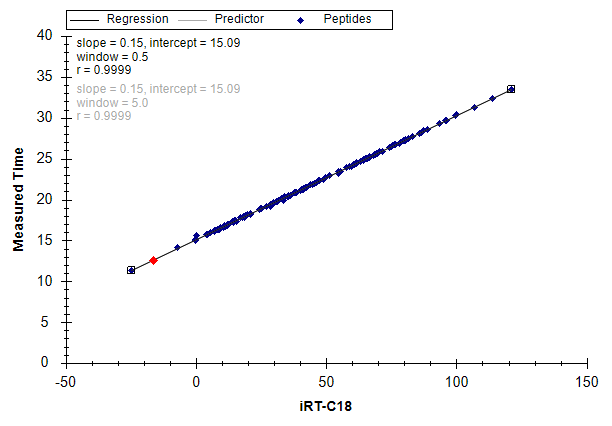 Regression Predictor Peptides
slope = 0.15, intercept = 15.09
window = 0.5
r = 0.9999
slope = 0.15, intercept = 15.09
window = 5.0
r = 0.9999
40
35
30
25
20
15
10
5
0
Measured Time
-50 0 50 100 150
iRT-C18